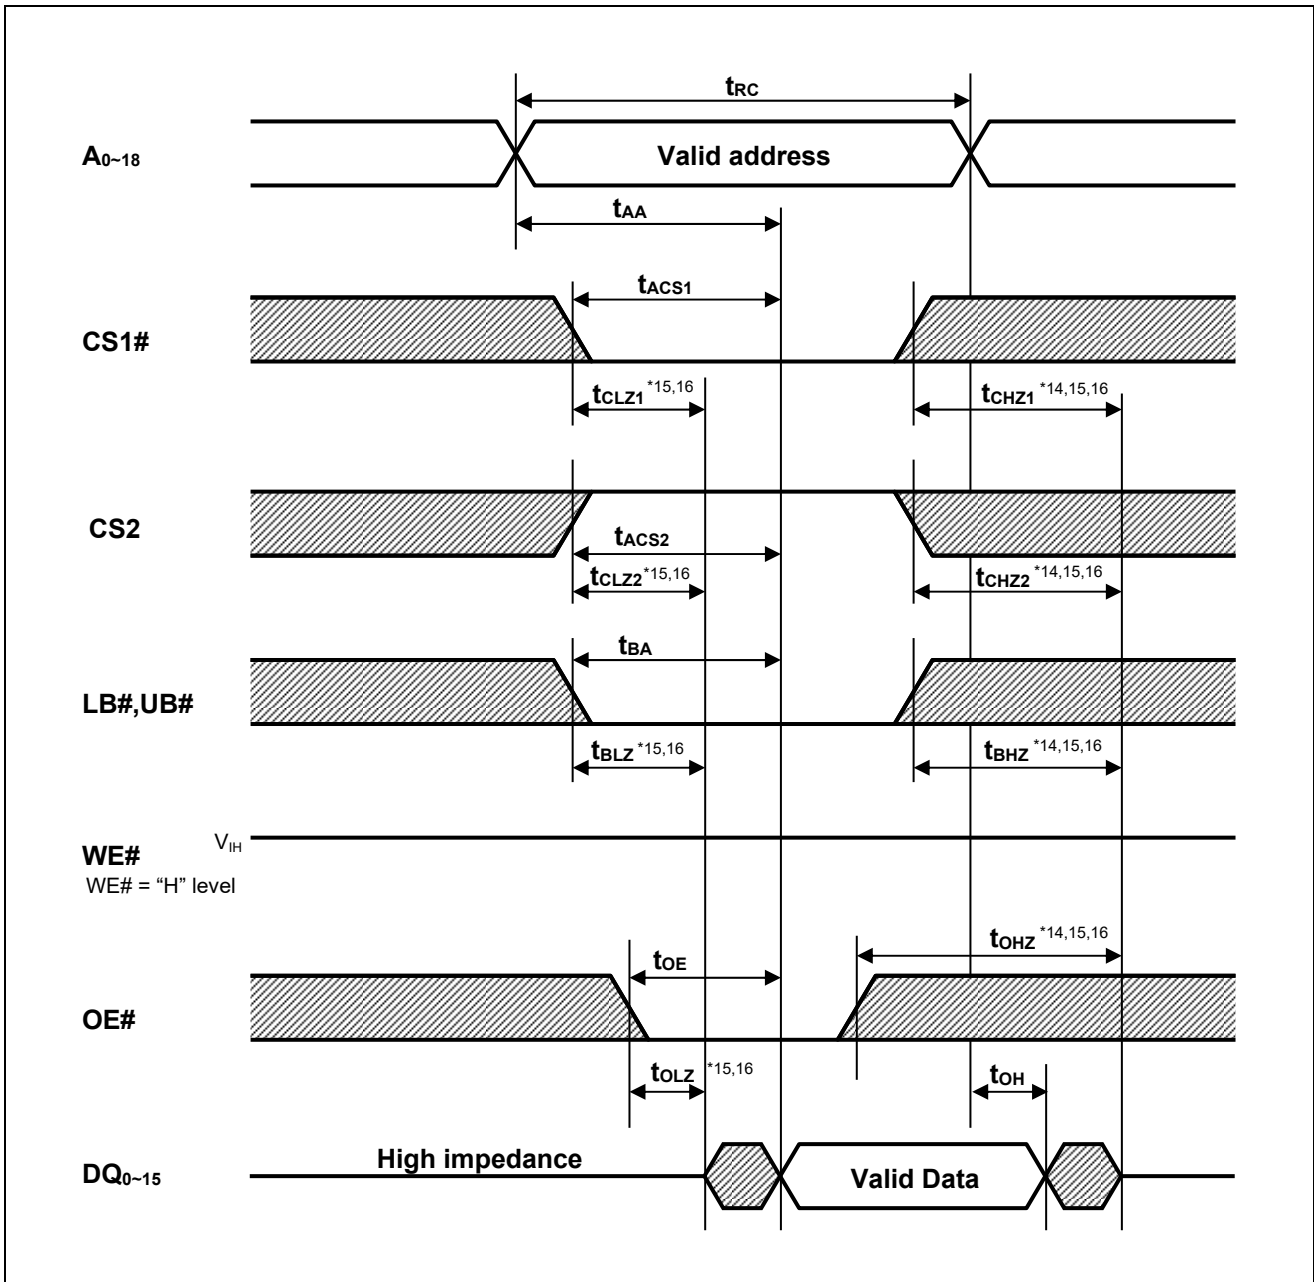 tRC
A0~18
Valid address
tAA
tACS1
CS1#
tCLZ1 *15,16
tCHZ1 *14,15,16
CS2
tACS2
tCLZ2 *15,16
tCHZ2 *14,15,16
tBA
LB#,UB#
tBLZ *15,16
tBHZ *14,15,16
VIH
WE#
WE# = “H” level
tOHZ *14,15,16
tOE
OE#
tOLZ *15,16
tOH
High impedance
DQ0~15
Valid Data